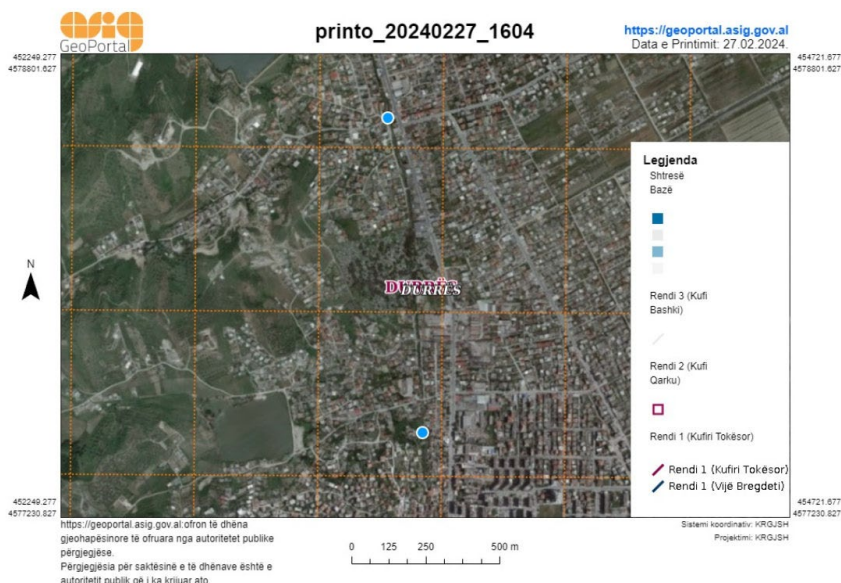 asig
GeoPortal
printo_20240227_1604
https://geoportal.asig.gov.al
Data e Printimit: 27.02.2024.
452249.277
4578801.627
454721.677
4578801.627
Legjenda
Shtresë
Bazë
Rendi 3 (Kufi
Bashki)
Rendi 2 (Kufi
Qarku)
Rendi 1 (Kufiri Tokësor)
Rendi 1 (Kufiri Tokësor)
Rendi 1 (Vijë Bregdeti)
N
DURRËS
DURRËS
452249.277
4577230.827
454721.677
4577230.827
https://geoportal.asig.gov.al:ofron të dhëna
gjeohapësinore të ofruara nga autoritetet publike
përgjegjëse.
Përgjegjësia për saktësinë e të dhënave është e
autoritetit publik që i ka krijuar ato
0 125 250 500 m
Sistemi koordinativ: KRGJSH
Projektimi: KRGJSH